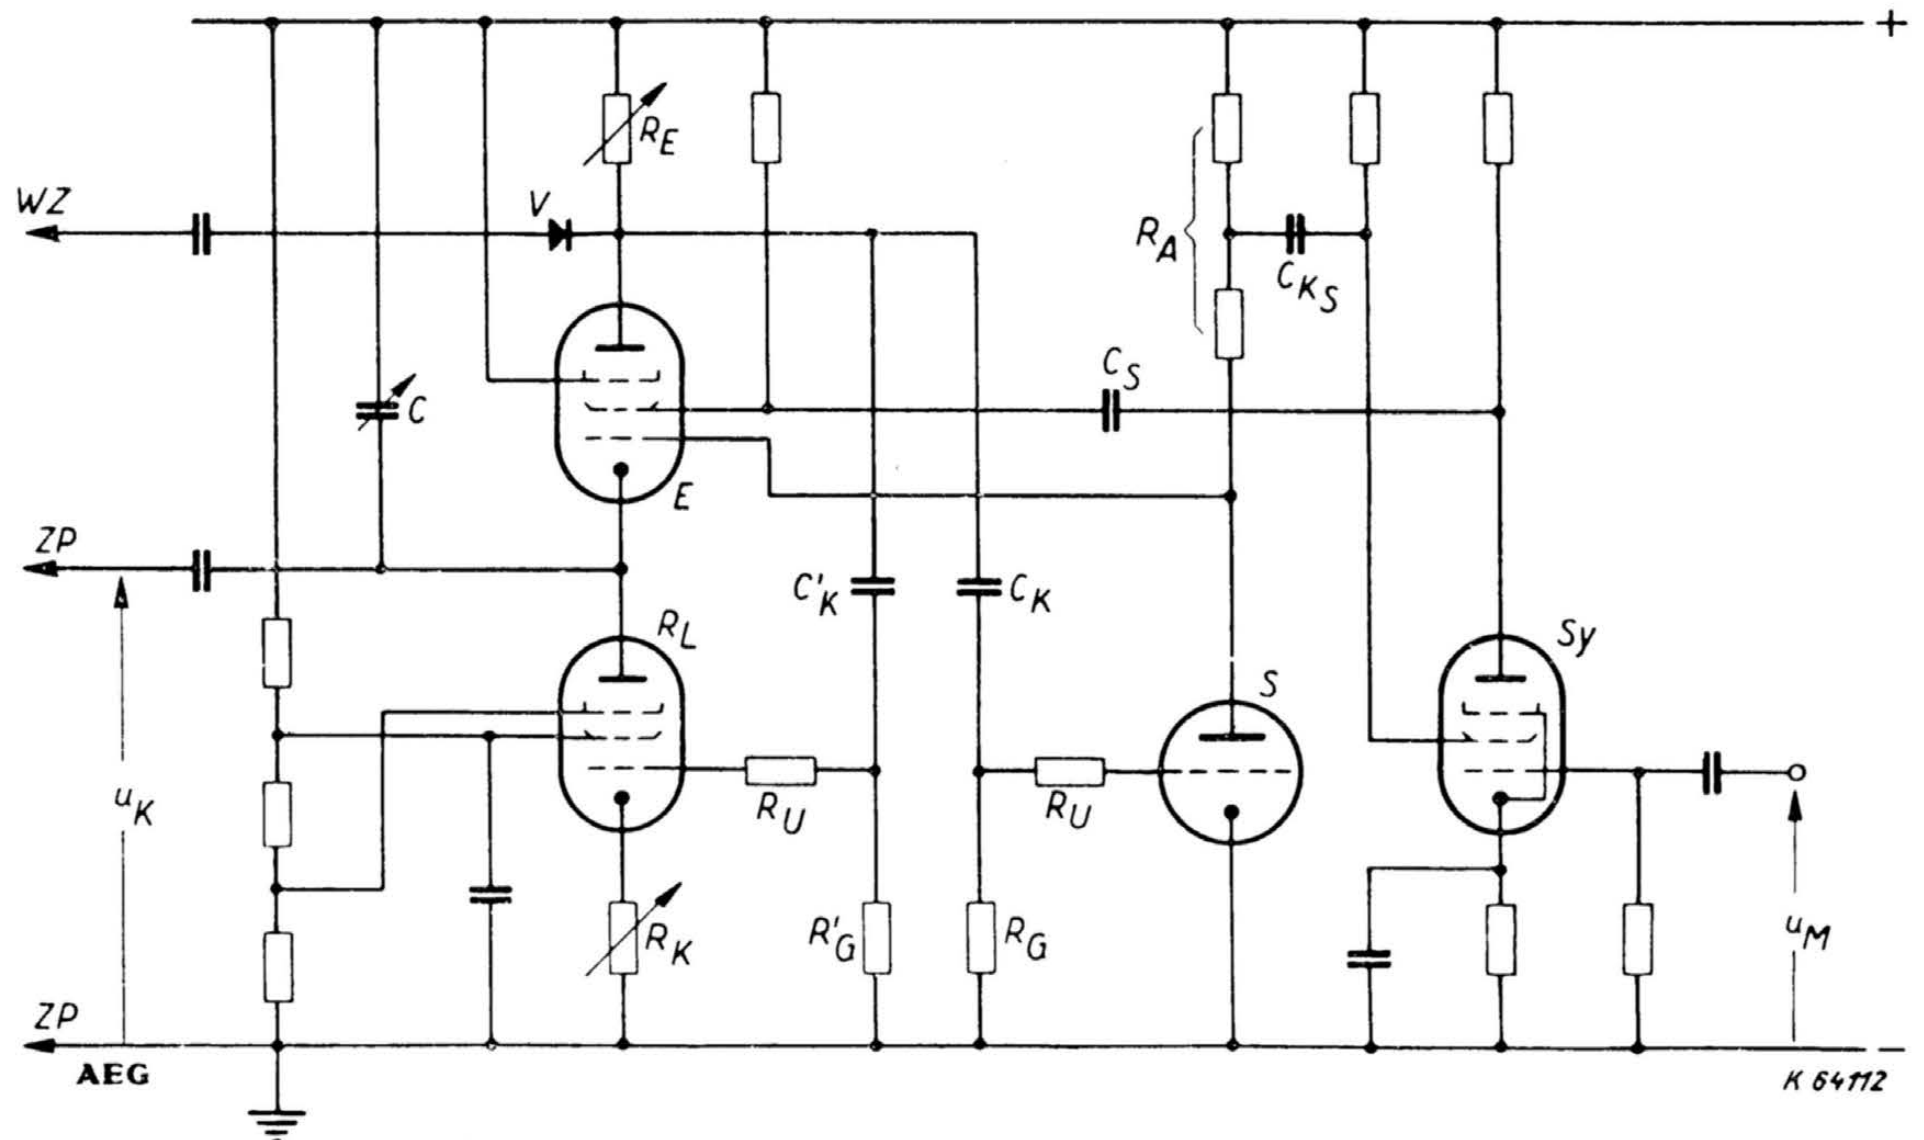 +
R_E
WZ
V
R_A
C_K_S
C_S
C
E
ZP
C'_K
C_K
R_L
Sy
S
R_U
R_U
u_K
R_K
R'_G
R_G
u_M
ZP
−
AEG
K 64112